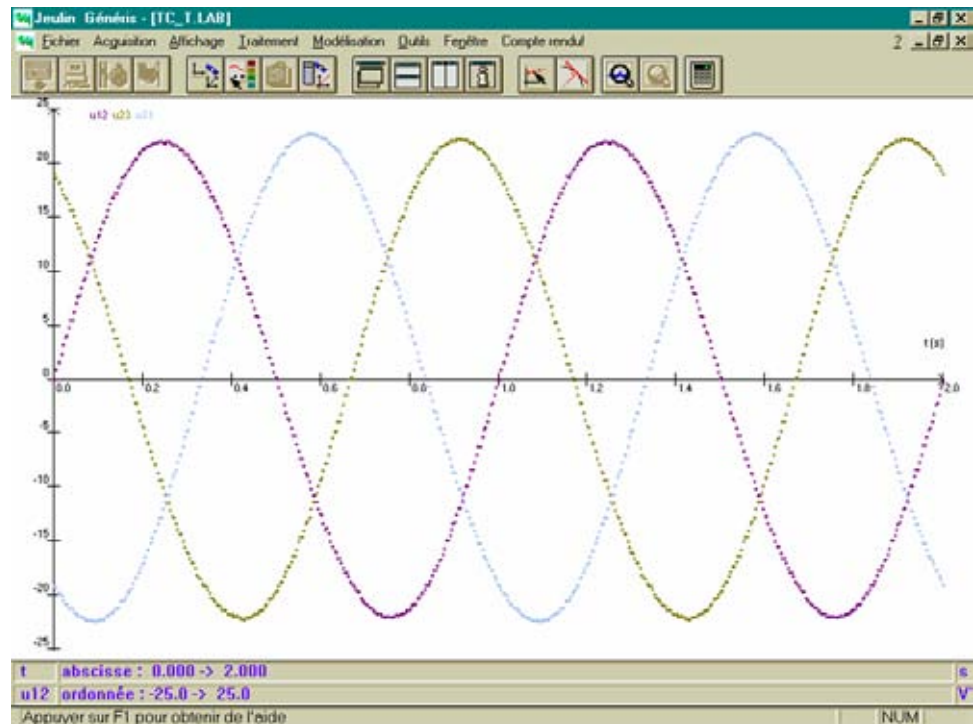 Jeulin Généris - [TC_T.LAB]
Fichier Acquisition Affichage Traitement Modélisation Outils Fenêtre Compte rendu! 2
25
u12 u23 u31
20
15
10
5
t(s)
0
0.0 0.2 0.4 0.6 0.8 1.0 1.2 1.4 1.6 1.8 2.0
-5
-10
-15
-20
-25
t abscisse : 0.000 -> 2.000 s
u12 ordonnée : -25.0 -> 25.0 V
Appuyer sur F1 pour obtenir de l'aide NUM